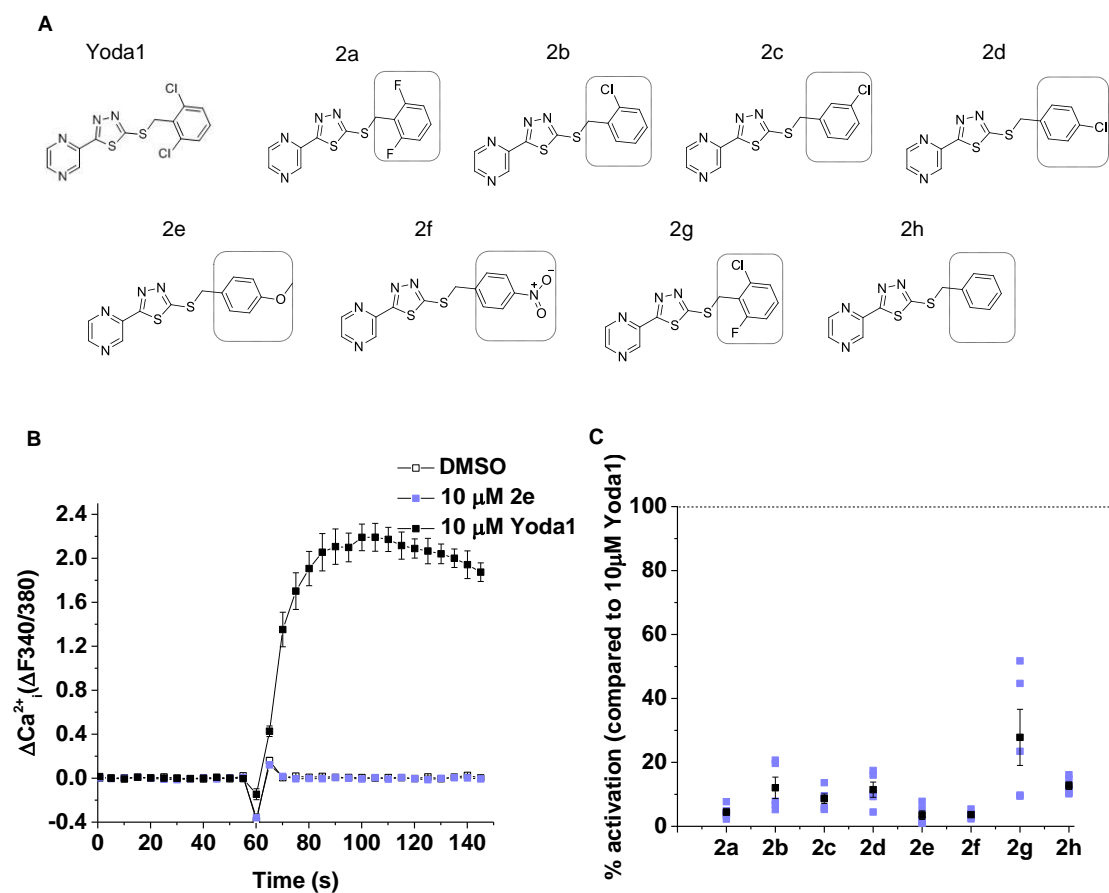 A
Yoda1 2a 2b 2c 2d
Cl F Cl Cl
N N N N N N N N N N
N S S Cl N S S F N S S N S S N S S Cl
N N N N N
2e 2f 2g 2h
N N N N N N N N
N S S O N S S N⁺ O⁻ O N S S Cl F N S S
N N N N
B
DMSO
10 μM 2e
10 μM Yoda1
ΔCa²⁺ᵢ(ΔF340/380)
2.4
2.0
1.6
1.2
0.8
0.4
0.0
-0.4
0 20 40 60 80 100 120 140
Time (s)
C
% activation (compared to 10μM Yoda1)
100
80
60
40
20
0
2a 2b 2c 2d 2e 2f 2g 2h